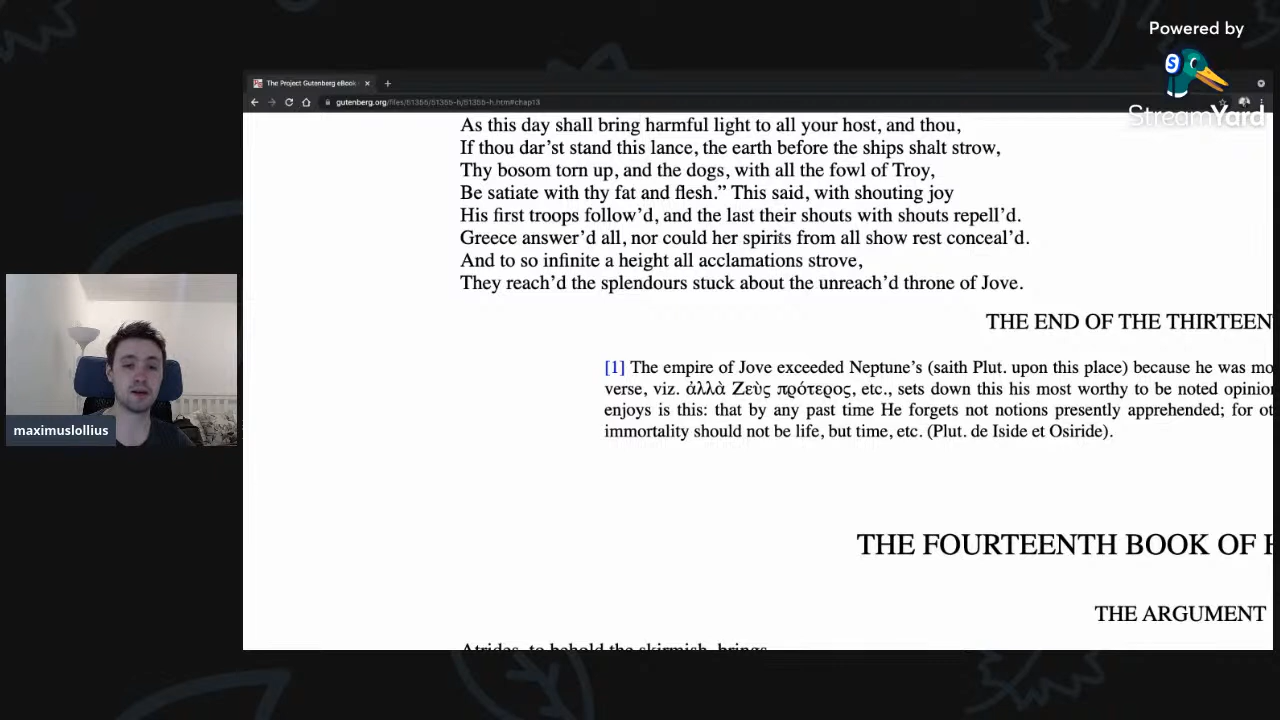 Powered by
StreamYard
The Project Gutenberg eBook
gutenberg.org/files/51355/51355-h/51355-h.htm#chap13
As this day shall bring harmful light to all your host, and thou,
If thou dar’st stand this lance, the earth before the ships shalt strow,
Thy bosom torn up, and the dogs, with all the fowl of Troy,
Be satiate with thy fat and flesh.” This said, with shouting joy
His first troops follow’d, and the last their shouts with shouts repell’d.
Greece answer’d all, nor could her spirits from all show rest conceal’d.
And to so infinite a height all acclamations strove,
They reach’d the splendours stuck about the unreach’d throne of Jove.
THE END OF THE THIRTEEN
[1] The empire of Jove exceeded Neptune’s (saith Plut. upon this place) because he was mo
verse, viz. ἀλλὰ Ζεὺς πρότερος, etc., sets down this his most worthy to be noted opinio
enjoys is this: that by any past time He forgets not notions presently apprehended; for ot
immortality should not be life, but time, etc. (Plut. de Iside et Osiride).
maximuslollius
THE FOURTEENTH BOOK OF
THE ARGUMENT
Atrides, to behold the skirmish, brings